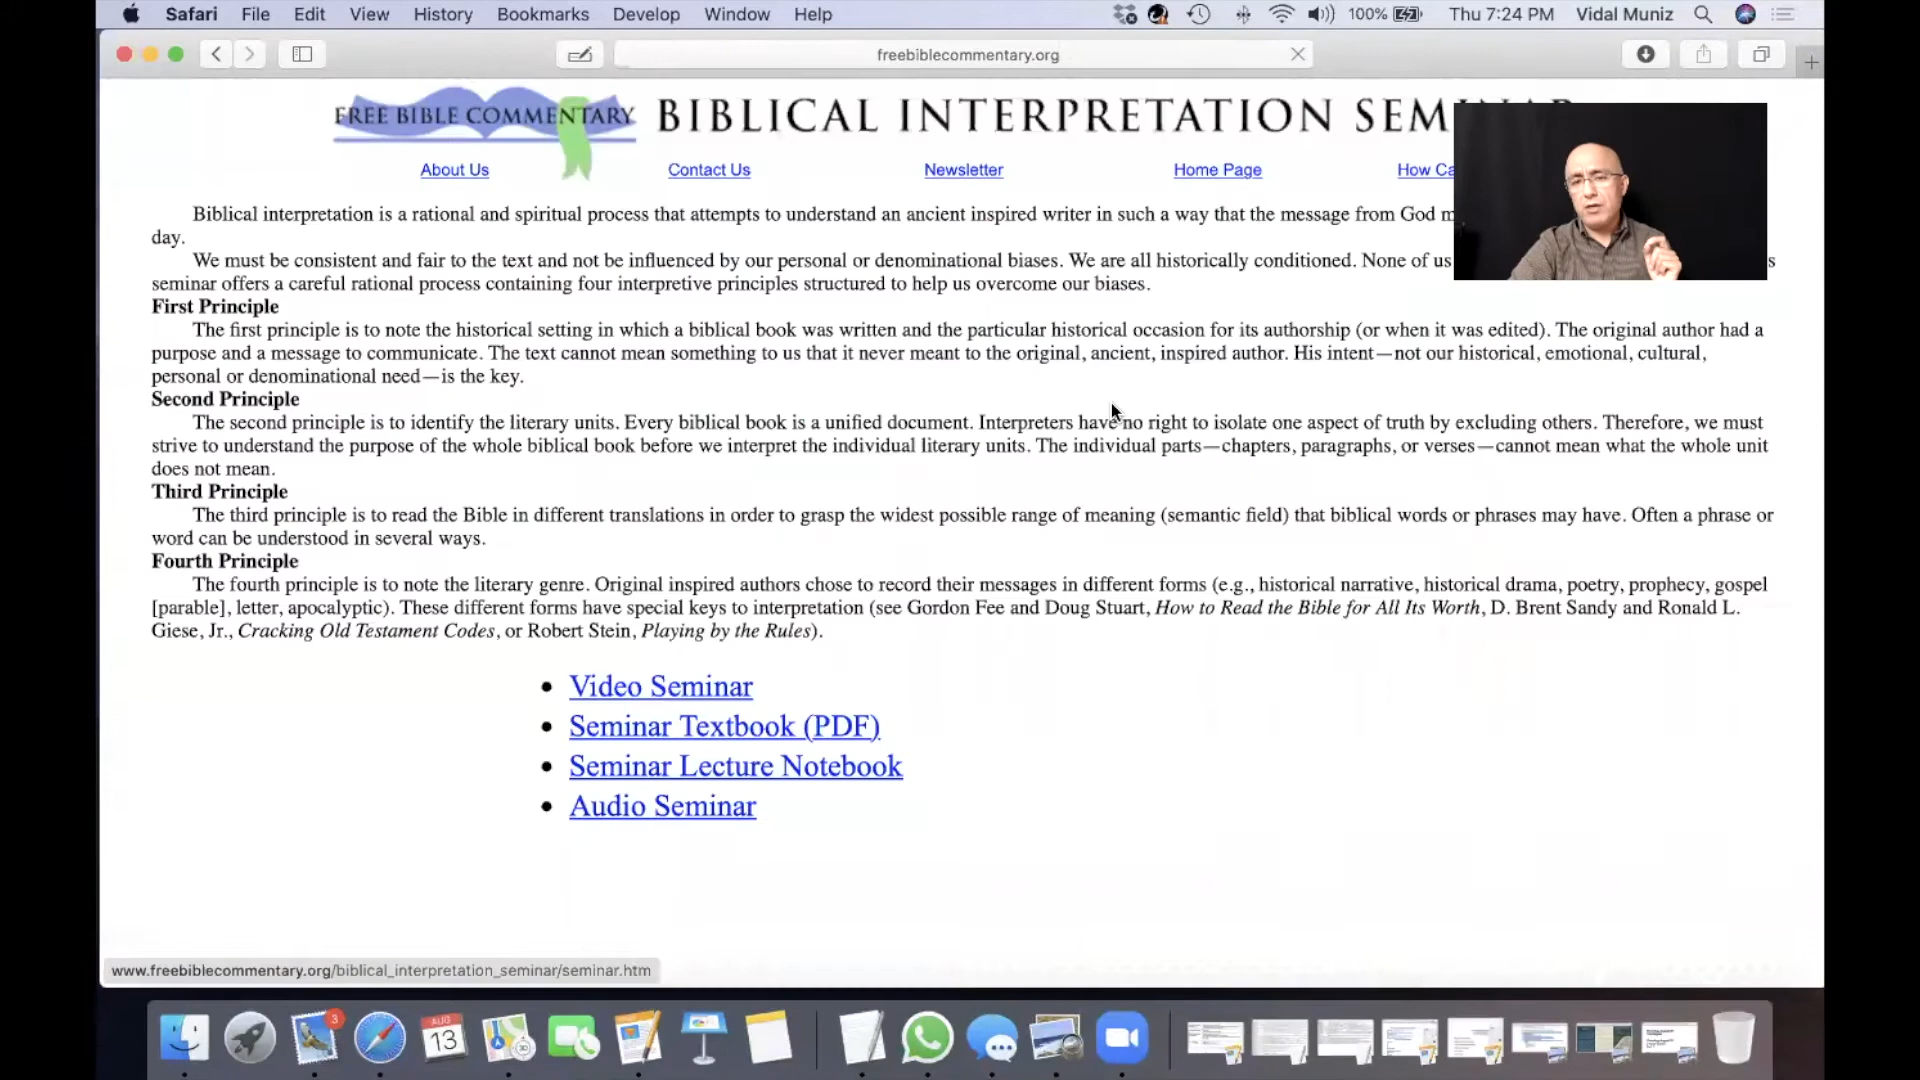 Safari File Edit View History Bookmarks Develop Window Help 100% Thu 7:24 PM Vidal Muniz
freebiblecommentary.org
FREE BIBLE COMMENTARY BIBLICAL INTERPRETATION SEM
About Us Contact Us Newsletter Home Page How Ca
Biblical interpretation is a rational and spiritual process that attempts to understand an ancient inspired writer in such a way that the message from God m
day.
We must be consistent and fair to the text and not be influenced by our personal or denominational biases. We are all historically conditioned. None of us s
seminar offers a careful rational process containing four interpretive principles structured to help us overcome our biases.
First Principle
The first principle is to note the historical setting in which a biblical book was written and the particular historical occasion for its authorship (or when it was edited). The original author had a
purpose and a message to communicate. The text cannot mean something to us that it never meant to the original, ancient, inspired author. His intent—not our historical, emotional, cultural,
personal or denominational need—is the key.
Second Principle
The second principle is to identify the literary units. Every biblical book is a unified document. Interpreters have no right to isolate one aspect of truth by excluding others. Therefore, we must
strive to understand the purpose of the whole biblical book before we interpret the individual literary units. The individual parts—chapters, paragraphs, or verses—cannot mean what the whole unit
does not mean.
Third Principle
The third principle is to read the Bible in different translations in order to grasp the widest possible range of meaning (semantic field) that biblical words or phrases may have. Often a phrase or
word can be understood in several ways.
Fourth Principle
The fourth principle is to note the literary genre. Original inspired authors chose to record their messages in different forms (e.g., historical narrative, historical drama, poetry, prophecy, gospel
[parable], letter, apocalyptic). These different forms have special keys to interpretation (see Gordon Fee and Doug Stuart, How to Read the Bible for All Its Worth, D. Brent Sandy and Ronald L.
Giese, Jr., Cracking Old Testament Codes, or Robert Stein, Playing by the Rules).
• Video Seminar
• Seminar Textbook (PDF)
• Seminar Lecture Notebook
• Audio Seminar
www.freebiblecommentary.org/biblical_interpretation_seminar/seminar.htm
3
AUG
13